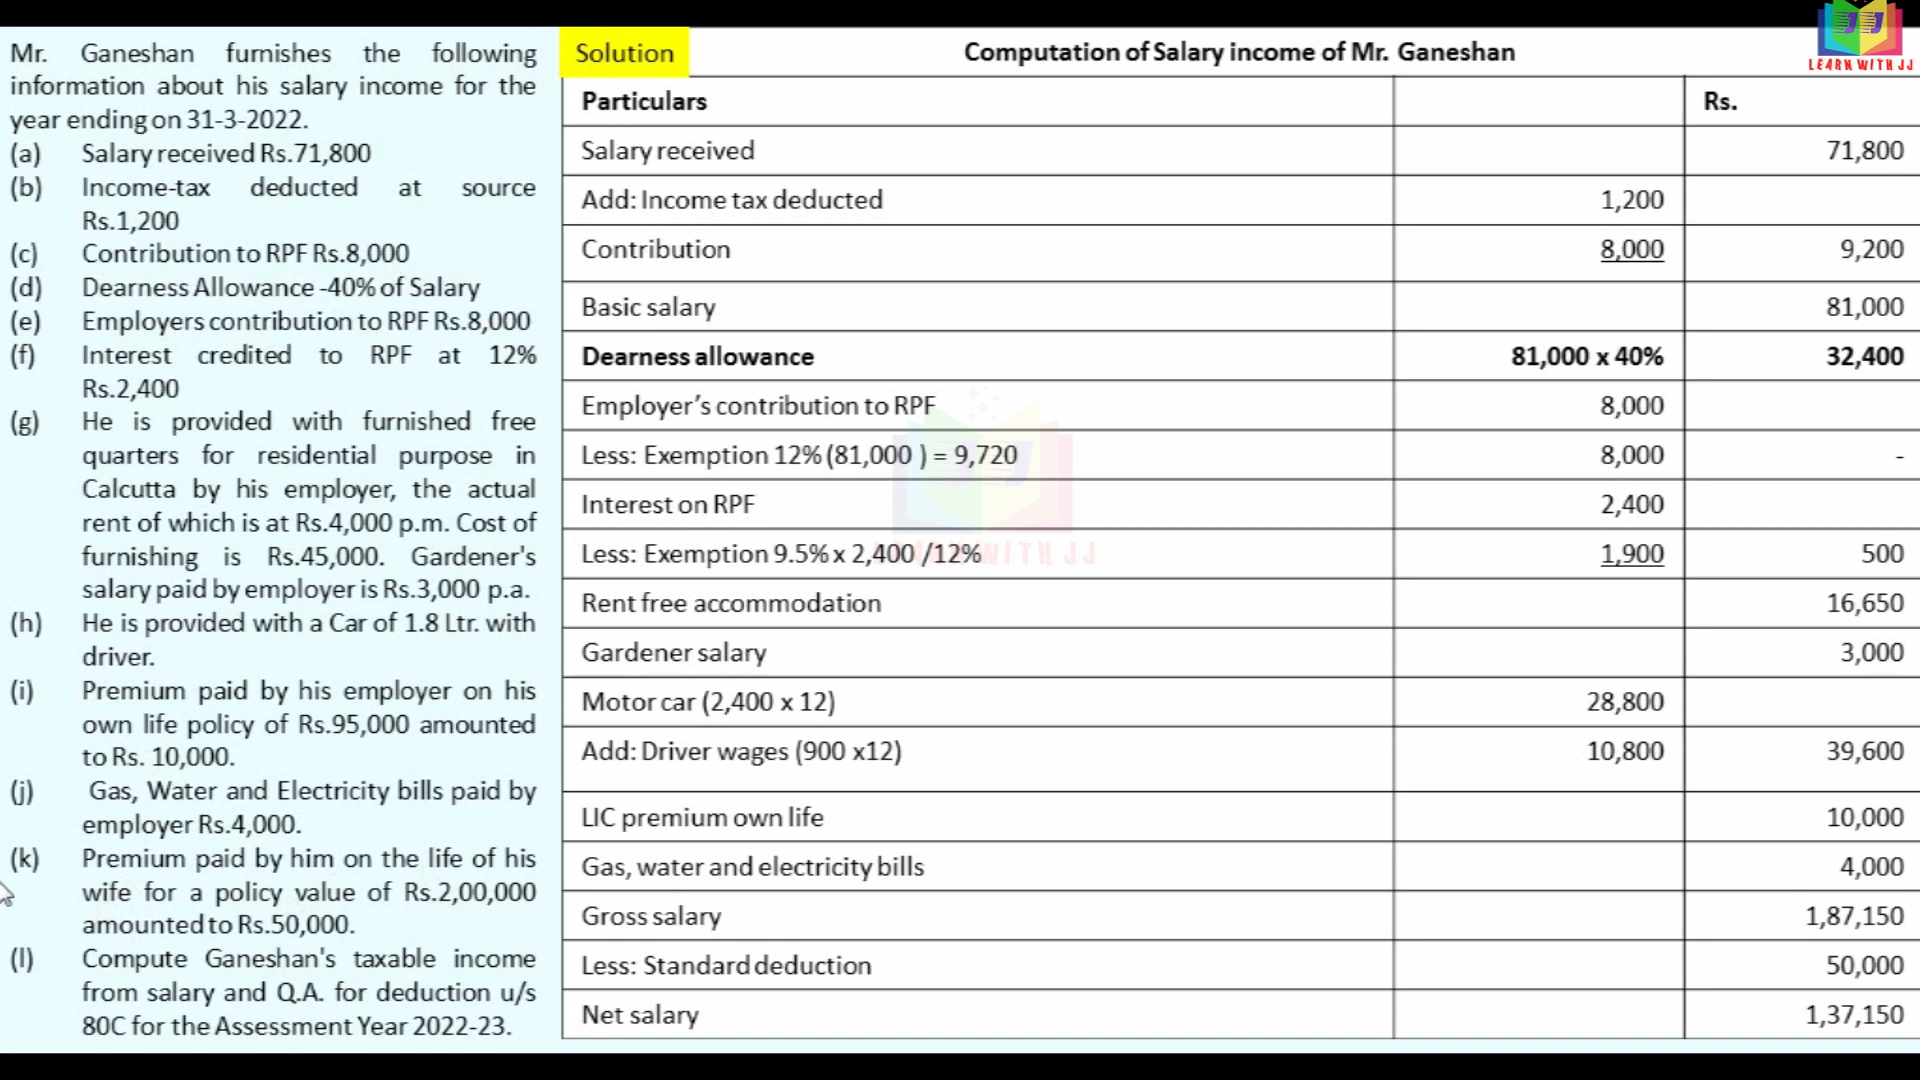 LEARN WITH JJ
Mr. Ganeshan furnishes the following
information about his salary income for the
year ending on 31-3-2022.
(a) Salary received Rs.71,800
(b) Income-tax deducted at source
Rs.1,200
(c) Contribution to RPF Rs.8,000
(d) Dearness Allowance -40% of Salary
(e) Employers contribution to RPF Rs.8,000
(f) Interest credited to RPF at 12%
Rs.2,400
(g) He is provided with furnished free
quarters for residential purpose in
Calcutta by his employer, the actual
rent of which is at Rs.4,000 p.m. Cost of
furnishing is Rs.45,000. Gardener's
salary paid by employer is Rs.3,000 p.a.
(h) He is provided with a Car of 1.8 Ltr. with
driver.
(i) Premium paid by his employer on his
own life policy of Rs.95,000 amounted
to Rs. 10,000.
(j) Gas, Water and Electricity bills paid by
employer Rs.4,000.
(k) Premium paid by him on the life of his
wife for a policy value of Rs.2,00,000
amounted to Rs.50,000.
(l) Compute Ganeshan's taxable income
from salary and Q.A. for deduction u/s
80C for the Assessment Year 2022-23.
Solution Computation of Salary income of Mr. Ganeshan
Particulars Rs.
Salary received 71,800
Add: Income tax deducted 1,200
Contribution 8,000 9,200
Basic salary 81,000
Dearness allowance 81,000 x 40% 32,400
Employer's contribution to RPF 8,000
Less: Exemption 12% (81,000 ) = 9,720 8,000 -
Interest on RPF 2,400
Less: Exemption 9.5% x 2,400 /12% 1,900 500
LEARN WITH JJ
Rent free accommodation 16,650
Gardener salary 3,000
Motor car (2,400 x 12) 28,800
Add: Driver wages (900 x12) 10,800 39,600
LIC premium own life 10,000
Gas, water and electricity bills 4,000
Gross salary 1,87,150
Less: Standard deduction 50,000
Net salary 1,37,150